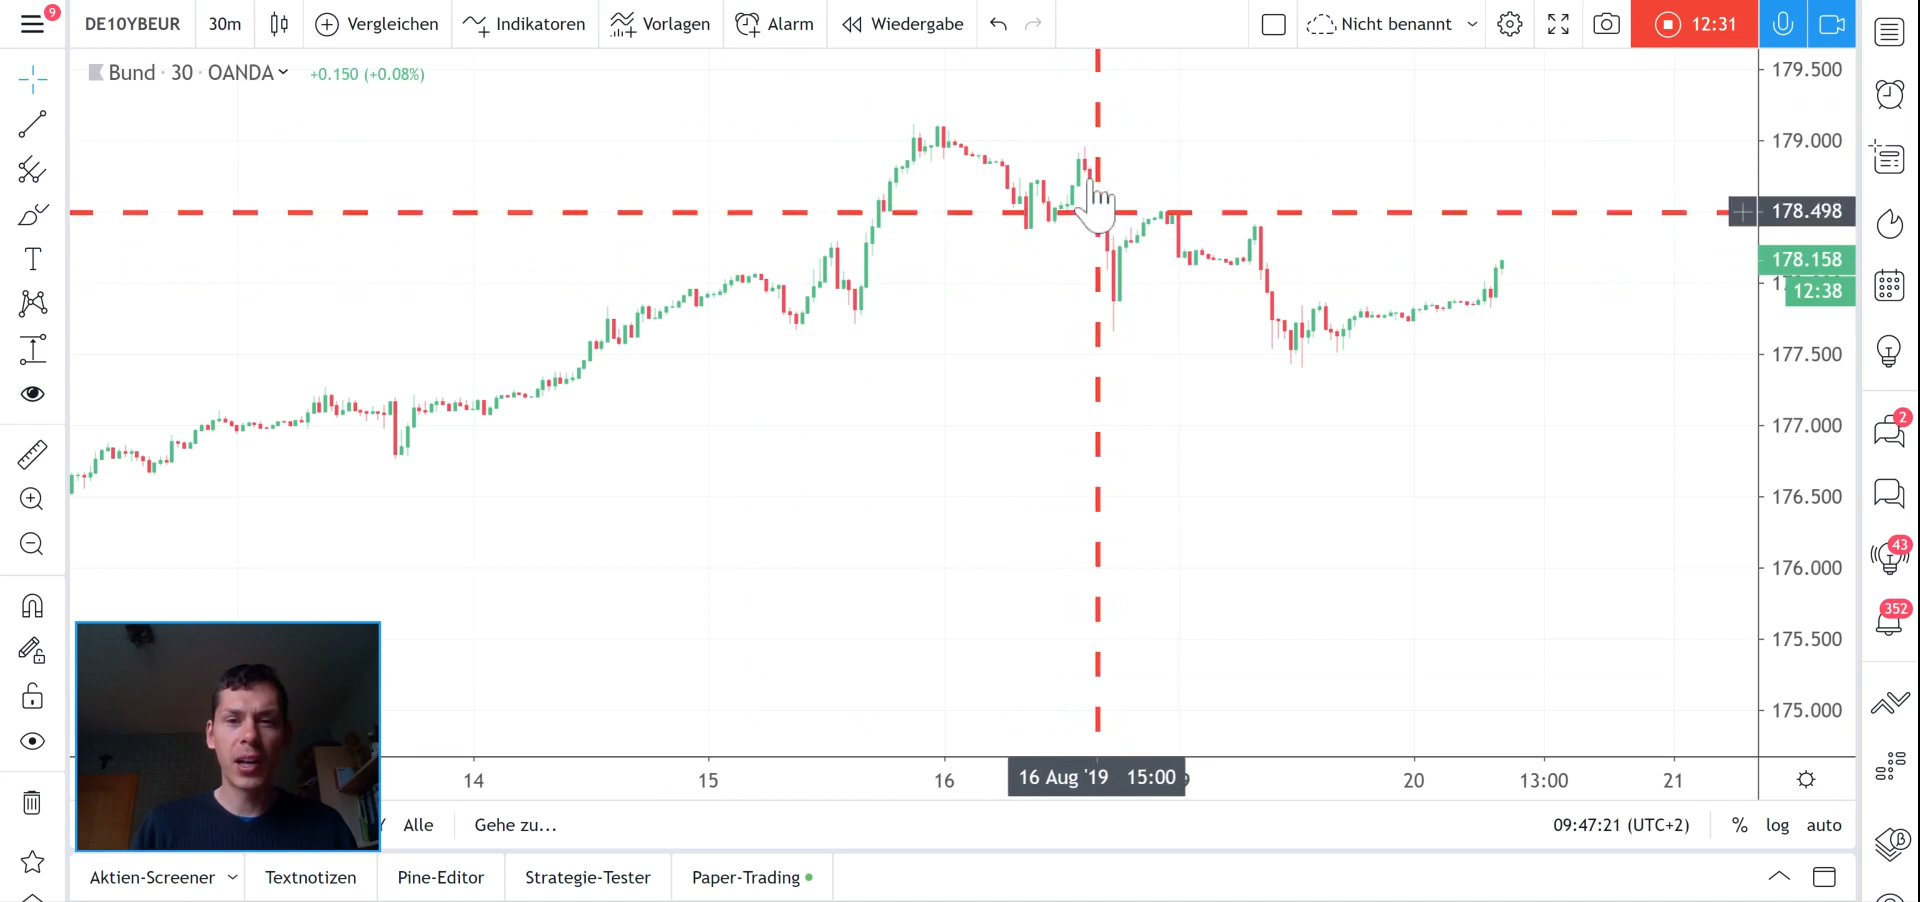 9
DE10YBEUR
30m
Vergleichen
Indikatoren
Vorlagen
Alarm
Wiedergabe
Nicht benannt
12:31
Bund · 30 · OANDA
+0.150 (+0.08%)
179.500
179.000
178.498
178.158
12:38
177.500
177.000
176.500
176.000
175.500
175.000
2
43
352
T
14
15
16
16 Aug '19 15:00
20
13:00
21
Alle
Gehe zu...
09:47:21 (UTC+2)
%
log
auto
Aktien-Screener
Textnotizen
Pine-Editor
Strategie-Tester
Paper-Trading
β